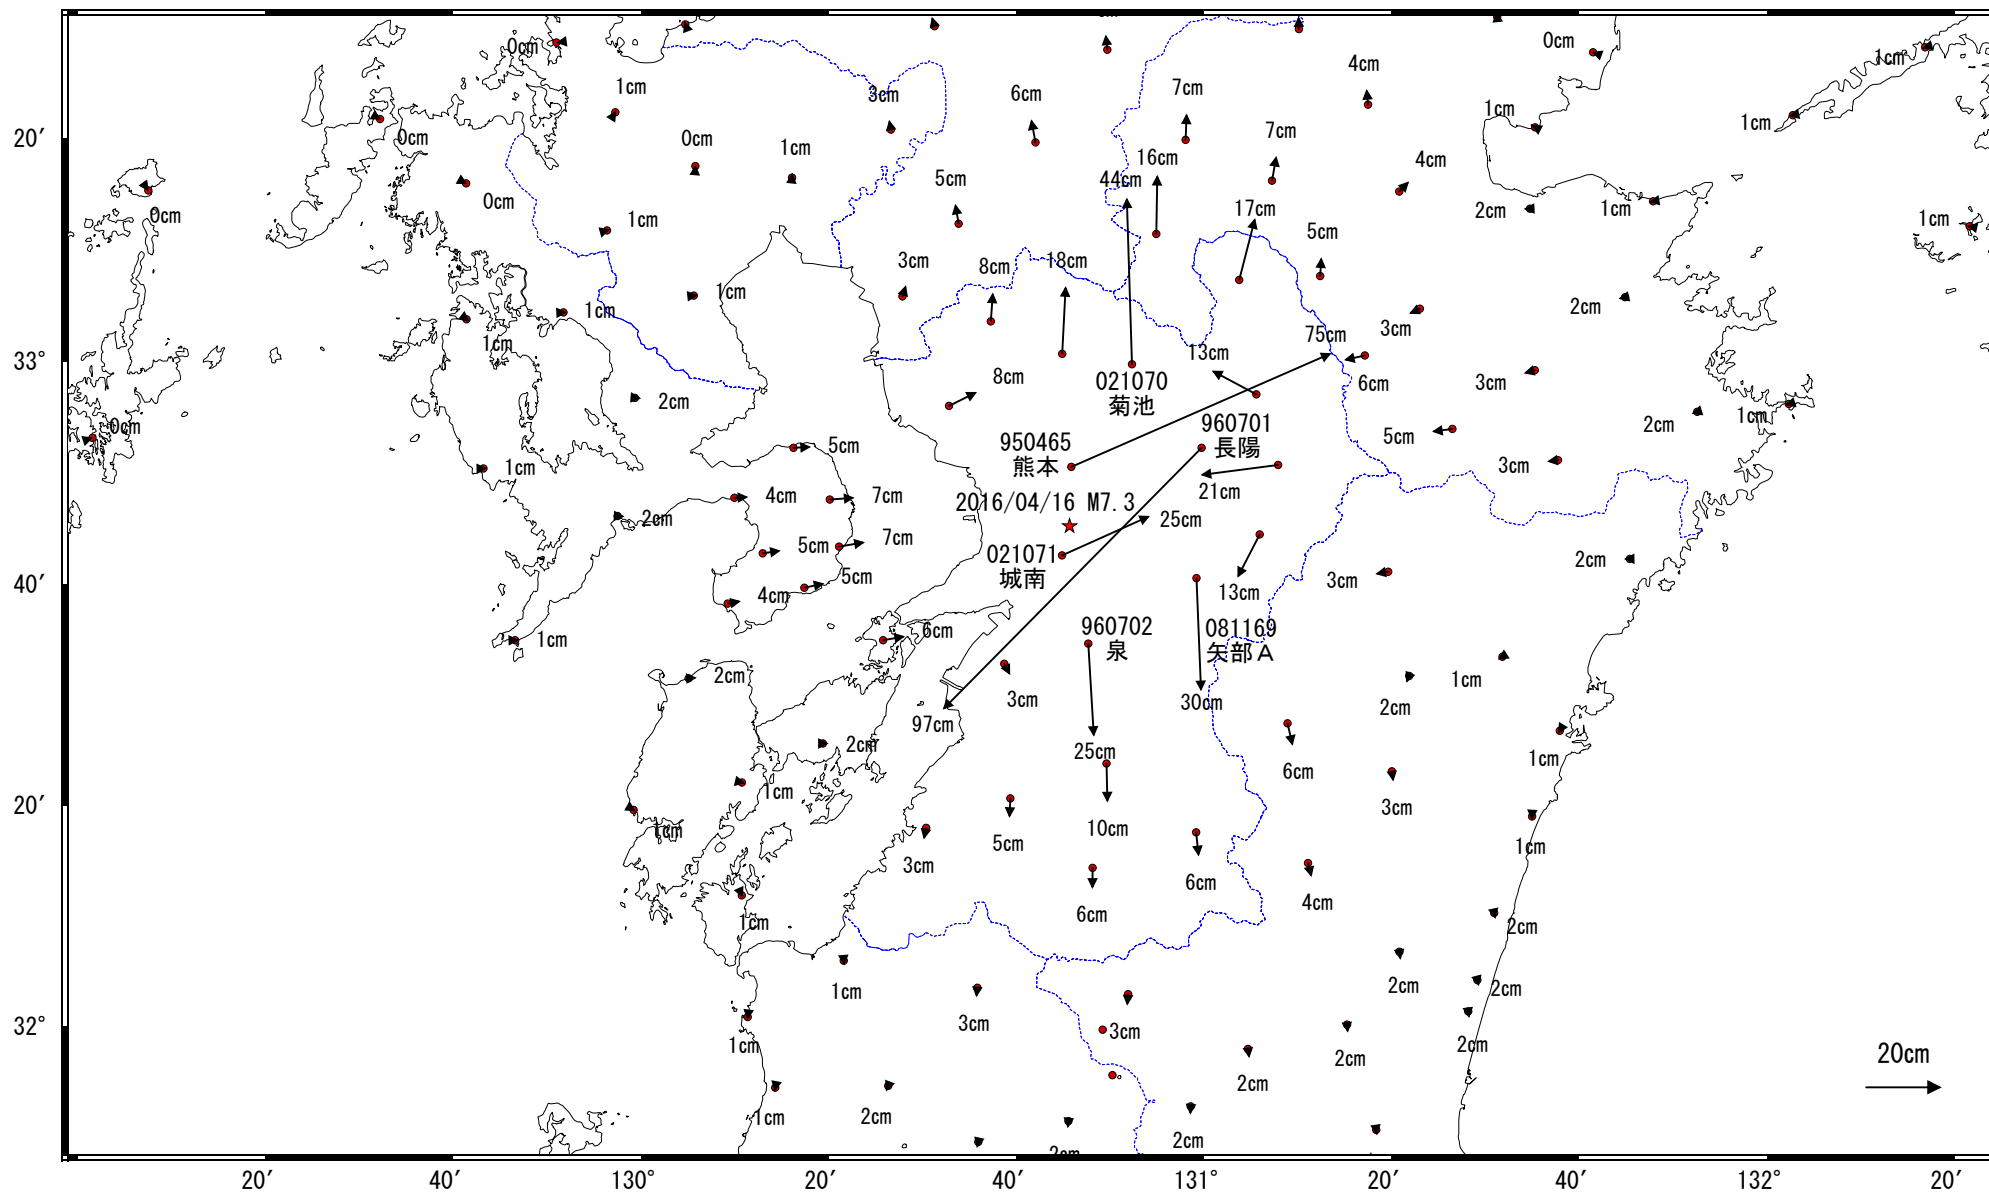 0cm
0cm
1cm
4cm
1cm
3cm
6cm
7cm
1cm
1cm
20′
0cm
0cm
1cm
7cm
16cm
4cm
5cm
44cm
0cm
0cm
1cm
17cm
2cm
1cm
1cm
5cm
3cm
8cm
18cm
1cm
1cm
2cm
3cm
75cm
1cm
13cm
33°
8cm
021070
菊池
6cm
3cm
2cm
0cm
2cm
1cm
960701
長陽
5cm
950465
熊本
5cm
3cm
1cm
4cm
7cm
21cm
2016/04/16 M7.3
2cm
25cm
5cm
7cm
021071
城南
2cm
40′
5cm
3cm
4cm
13cm
960702
泉
081169
矢部A
6cm
1cm
2cm
3cm
1cm
30cm
2cm
97cm
2cm
25cm
1cm
6cm
1cm
20′
3cm
1cm
10cm
5cm
1cm
3cm
6cm
4cm
6cm
1cm
2cm
2cm
1cm
2cm
3cm
3cm
32°
1cm
2cm
2cm
20cm
2cm
1cm
2cm
2cm
2cm
20′
40′
130°
20′
40′
131°
20′
40′
132°
20′